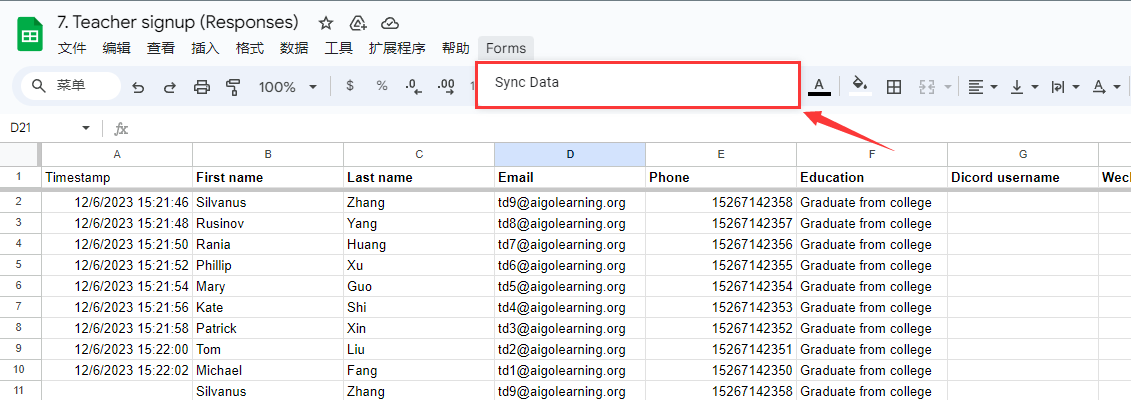 7. Teacher signup (Responses)
文件 编辑 查看 插入 格式 数据 工具 扩展程序 帮助 Forms
菜单 100% $ % .0 .00 A A
Sync Data
D21 fx
A B C D E F G
1 Timestamp First name Last name Email Phone Education Dicord username
2 12/6/2023 15:21:46 Silvanus Zhang td9@aigolearning.org 15267142358 Graduate from college
3 12/6/2023 15:21:48 Rusinov Yang td8@aigolearning.org 15267142357 Graduate from college
4 12/6/2023 15:21:50 Rania Huang td7@aigolearning.org 15267142356 Graduate from college
5 12/6/2023 15:21:52 Phillip Xu td6@aigolearning.org 15267142355 Graduate from college
6 12/6/2023 15:21:54 Mary Guo td5@aigolearning.org 15267142354 Graduate from college
7 12/6/2023 15:21:56 Kate Shi td4@aigolearning.org 15267142353 Graduate from college
8 12/6/2023 15:21:58 Patrick Xin td3@aigolearning.org 15267142352 Graduate from college
9 12/6/2023 15:22:00 Tom Liu td2@aigolearning.org 15267142351 Graduate from college
10 12/6/2023 15:22:02 Michael Fang td1@aigolearning.org 15267142350 Graduate from college
11 Silvanus Zhang td9@aigolearning.org 15267142358 Graduate from college